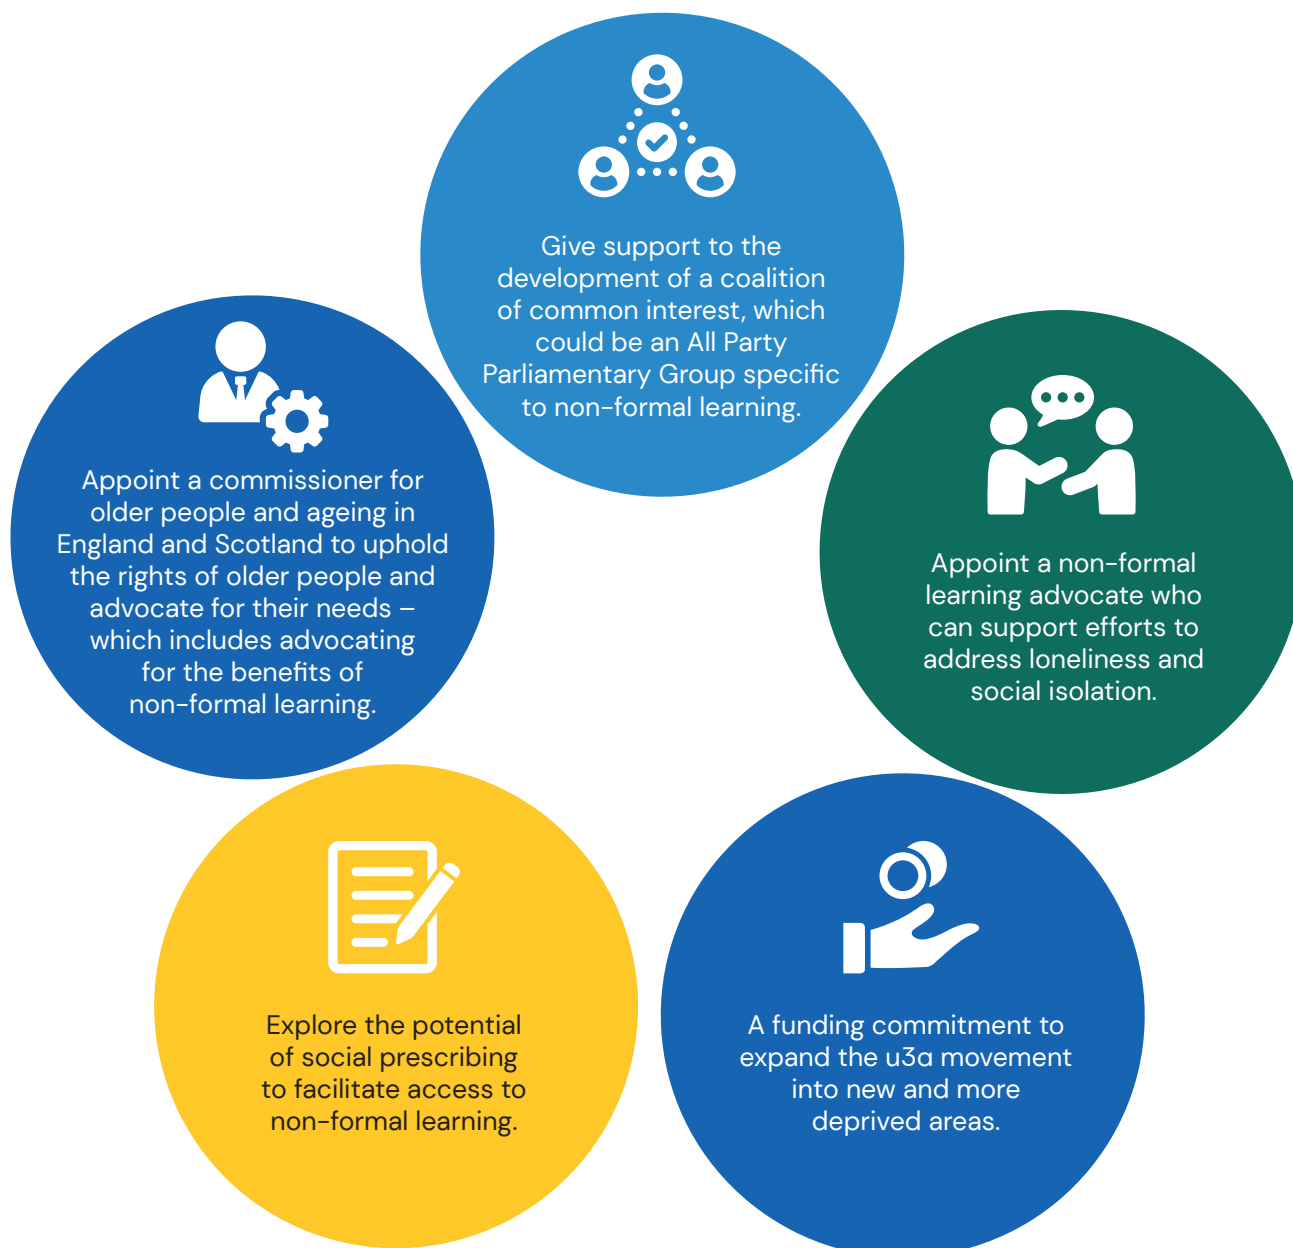 Give support to the
development of a coalition
of common interest, which
could be an All Party
Parliamentary Group specific
to non-formal learning.
Appoint a commissioner for
older people and ageing in
England and Scotland to uphold
the rights of older people and
advocate for their needs –
which includes advocating
for the benefits of
non-formal learning.
Appoint a non-formal
learning advocate who
can support efforts to
address loneliness and
social isolation.
Explore the potential
of social prescribing
to facilitate access to
non-formal learning.
A funding commitment to
expand the u3a movement
into new and more
deprived areas.